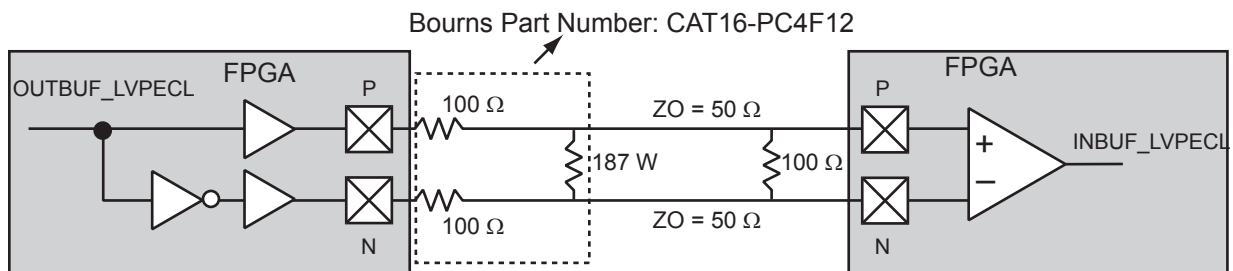 Bourns Part Number: CAT16-PC4F12
FPGA
FPGA
OUTBUF_LVPECL
P
100 Ω
ZO = 50 Ω
P
+
INBUF_LVPECL
187 W
100 Ω
−
100 Ω
ZO = 50 Ω
N
N